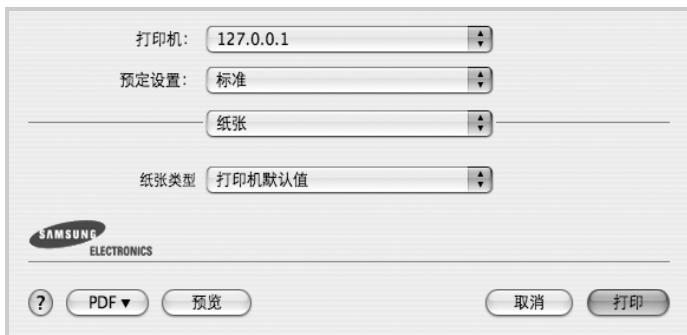 打印机： 127.0.0.1
预定设置： 标准
纸张
纸张类型 打印机默认值
SAMSUNG
ELECTRONICS
? PDF▼ 预览 取消 打印